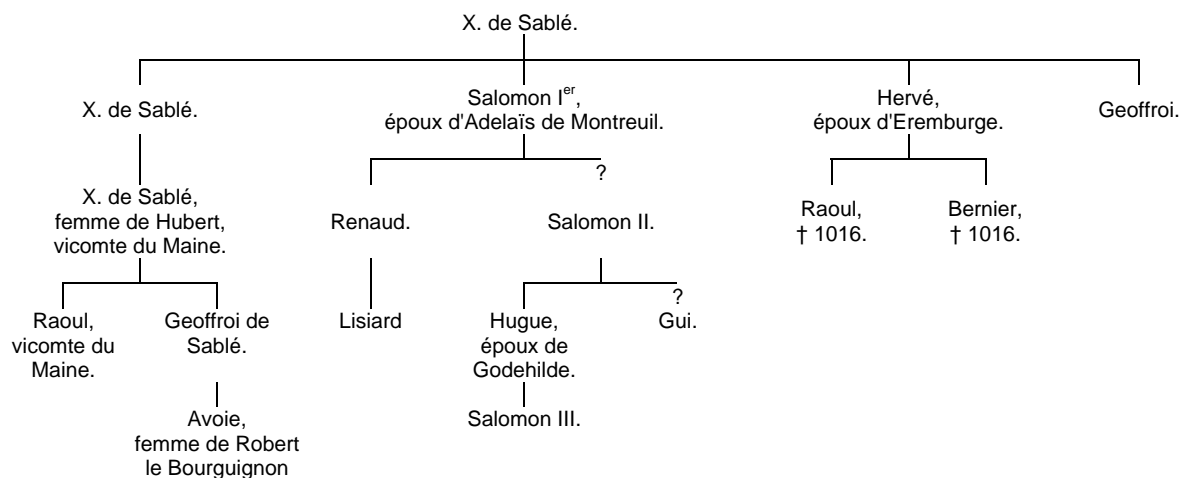 X. de Sablé.
X. de Sablé.
Salomon Ier,
époux d'Adelaïs de Montreuil.
Hervé,
époux d'Eremburge.
Geoffroi.
?
X. de Sablé,
femme de Hubert,
vicomte du Maine.
Renaud.
Salomon II.
Raoul,
† 1016.
Bernier,
† 1016.
?
Raoul,
vicomte du
Maine.
Geoffroi de
Sablé.
Lisiard
Hugue,
époux de
Godehilde.
Gui.
Avoie,
femme de Robert
le Bourguignon
Salomon III.